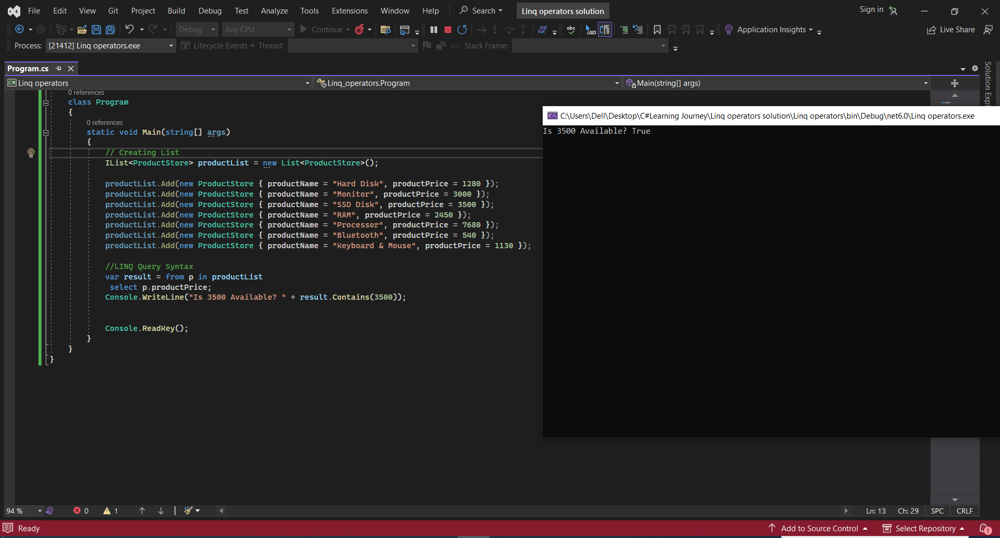 File Edit View Git Project Build Debug Test Analyze Tools Extensions Window Help Search Linq operators solution Sign in
Debug Any CPU Continue abc Application Insights Live Share
Process: [21412] Linq operators.exe Lifecycle Events Thread: Stack Frame:
Program.cs
C# Linq operators Linq_operators.Program Main(string[] args)
Solution Expl
0 references
class Program
{
0 references
static void Main(string[] args)
{
// Creating List
IList<ProductStore> productList = new List<ProductStore>();
productList.Add(new ProductStore { productName = "Hard Disk", productPrice = 1280 });
productList.Add(new ProductStore { productName = "Monitor", productPrice = 3000 });
productList.Add(new ProductStore { productName = "SSD Disk", productPrice = 3500 });
productList.Add(new ProductStore { productName = "RAM", productPrice = 2450 });
productList.Add(new ProductStore { productName = "Processor", productPrice = 7680 });
productList.Add(new ProductStore { productName = "Bluetooth", productPrice = 540 });
productList.Add(new ProductStore { productName = "Keyboard & Mouse", productPrice = 1130 });
//LINQ Query Syntax
var result = from p in productList
select p.productPrice;
Console.WriteLine("Is 3500 Available? " + result.Contains(3500));
Console.ReadKey();
}
}
}
C:\Users\Dell\Desktop\C#Learning Journey\Linq operators solution\Linq operators\bin\Debug\net6.0\Linq operators.exe
Is 3500 Available? True
94 % 0 1 Ln: 13 Ch: 29 SPC CRLF
Ready Add to Source Control Select Repository 1